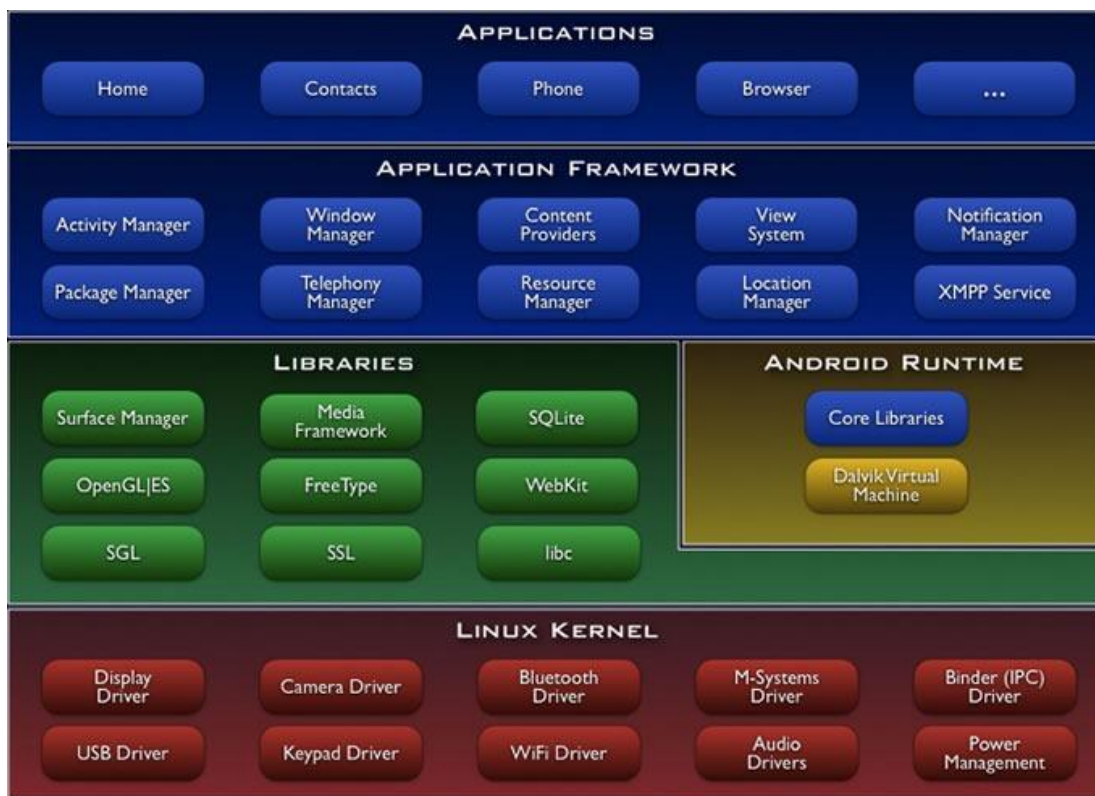 APPLICATIONS
Home
Contacts
Phone
Browser
...
APPLICATION FRAMEWORK
Activity Manager
Window
Manager
Content
Providers
View
System
Notification
Manager
Package Manager
Telephony
Manager
Resource
Manager
Location
Manager
XMPP Service
LIBRARIES
Surface Manager
Media
Framework
SQLite
OpenGL|ES
FreeType
WebKit
SGL
SSL
libc
ANDROID RUNTIME
Core Libraries
Dalvik Virtual
Machine
LINUX KERNEL
Display
Driver
Camera Driver
Bluetooth
Driver
M-Systems
Driver
Binder (IPC)
Driver
USB Driver
Keypad Driver
WiFi Driver
Audio
Drivers
Power
Management